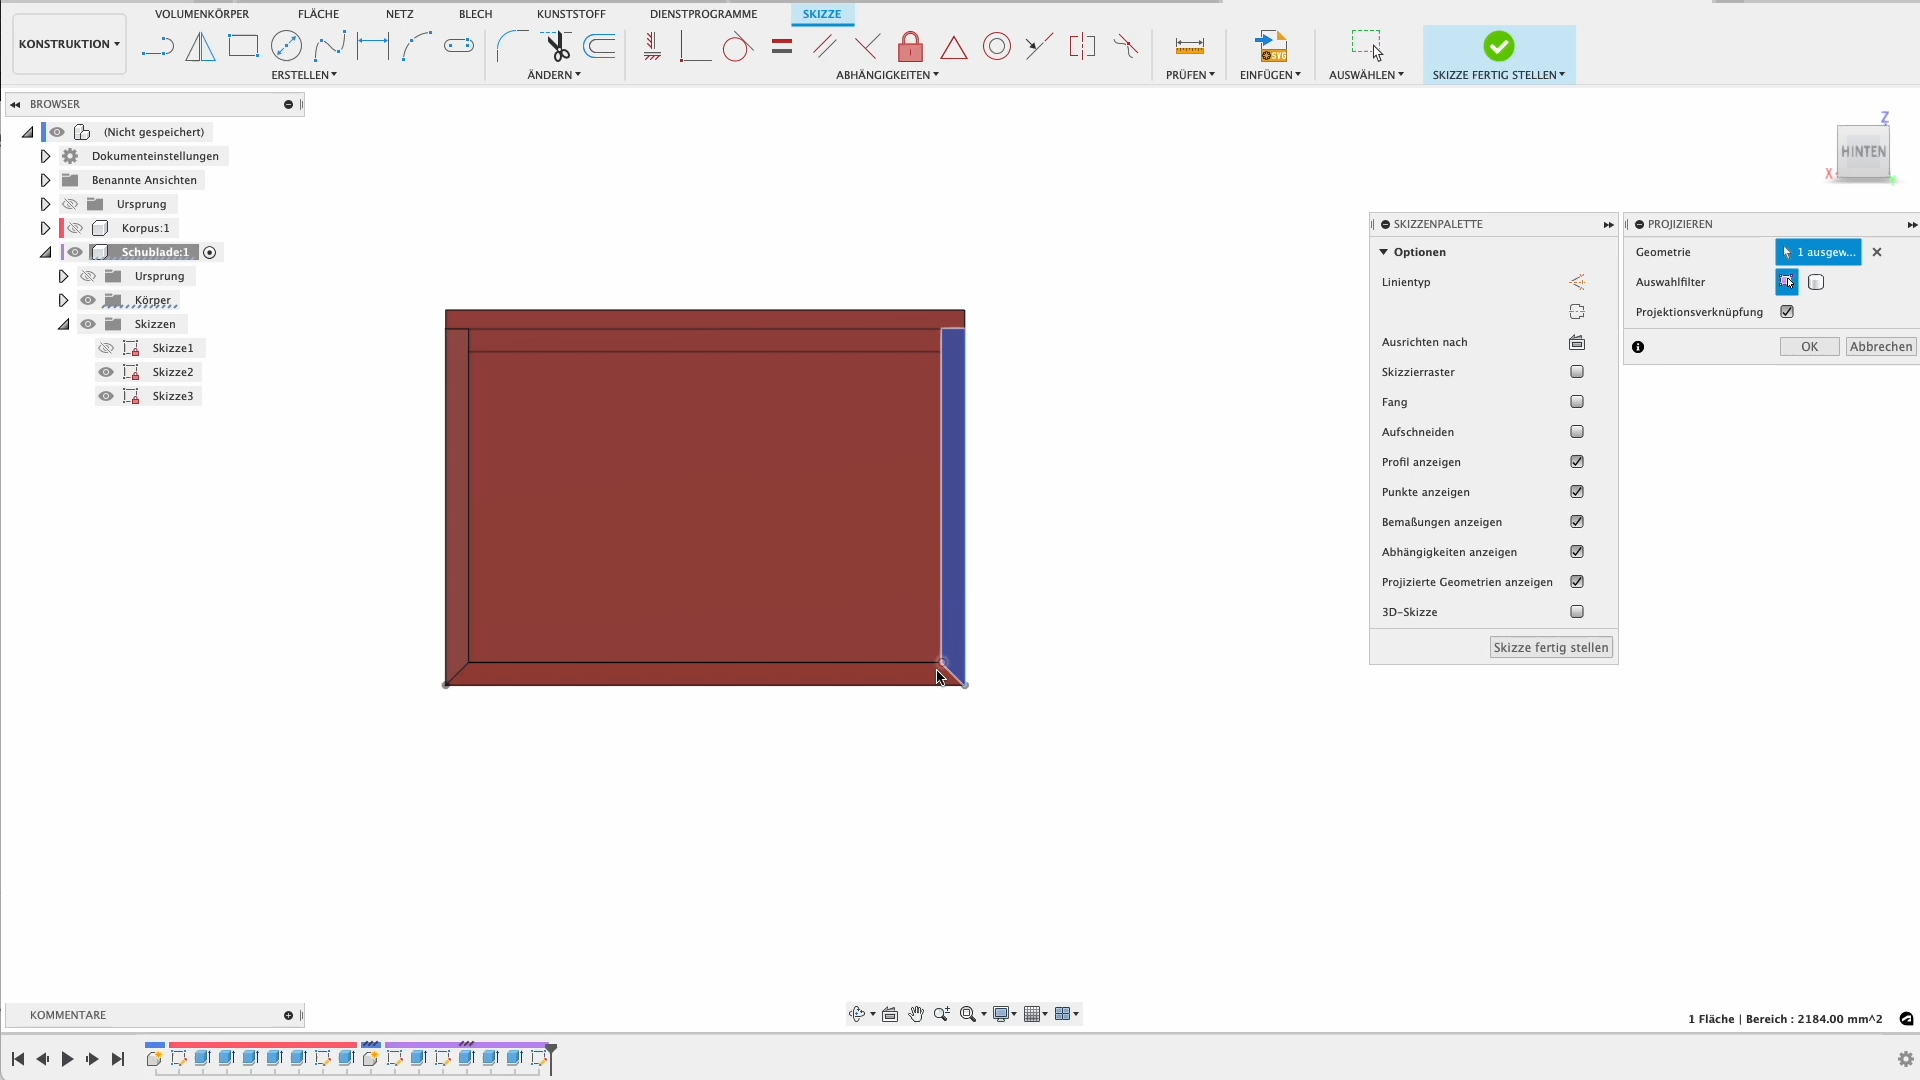 VOLUMENKÖRPER FLÄCHE NETZ BLECH KUNSTSTOFF DIENSTPROGRAMME SKIZZE
KONSTRUKTION
ERSTELLEN ÄNDERN ABHÄNGIGKEITEN PRÜFEN EINFÜGEN AUSWÄHLEN SKIZZE FERTIG STELLEN
SVG
BROWSER
(Nicht gespeichert)
Dokumenteinstellungen
Benannte Ansichten
Ursprung
Korpus:1
Schublade:1
Ursprung
Körper
Skizzen
Skizze1
Skizze2
Skizze3
Z
HINTEN
X
SKIZZENPALETTE
Optionen
Linientyp
Ausrichten nach
Skizzierraster
Fang
Aufschneiden
Profil anzeigen
Punkte anzeigen
Bemaßungen anzeigen
Abhängigkeiten anzeigen
Projizierte Geometrien anzeigen
3D-Skizze
Skizze fertig stellen
PROJIZIEREN
Geometrie 1 ausgew...
Auswahlfilter
Projektionsverknüpfung
OK Abbrechen
KOMMENTARE
1 Fläche | Bereich : 2184.00 mm^2